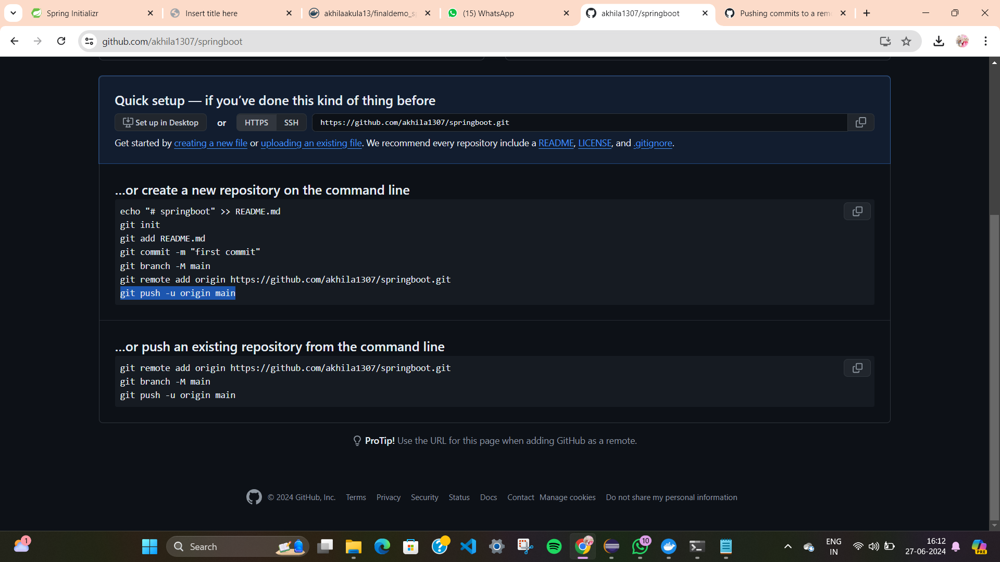 Spring Initializr
Insert title here
akhilaakula13/finaldemo_s
(15) WhatsApp
akhila1307/springboot
Pushing commits to a rem
github.com/akhila1307/springboot
Quick setup — if you’ve done this kind of thing before
Set up in Desktop or HTTPS SSH https://github.com/akhila1307/springboot.git
Get started by creating a new file or uploading an existing file. We recommend every repository include a README, LICENSE, and .gitignore.
…or create a new repository on the command line
echo "# springboot" >> README.md
git init
git add README.md
git commit -m "first commit"
git branch -M main
git remote add origin https://github.com/akhila1307/springboot.git
git push -u origin main
…or push an existing repository from the command line
git remote add origin https://github.com/akhila1307/springboot.git
git branch -M main
git push -u origin main
ProTip! Use the URL for this page when adding GitHub as a remote.
© 2024 GitHub, Inc. Terms Privacy Security Status Docs Contact Manage cookies Do not share my personal information
1
Search
10
ENG
IN
16:12
27-06-2024
PRE